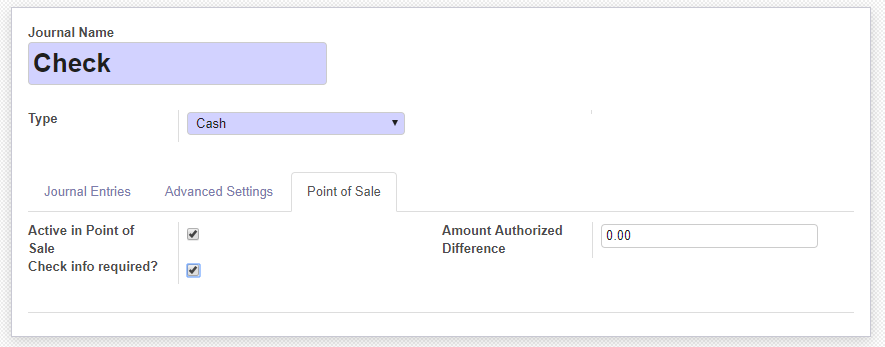 Journal Name
Check
Type
Cash
Journal Entries
Advanced Settings
Point of Sale
Active in Point of
Sale
Check info required?
Amount Authorized
Difference
0.00